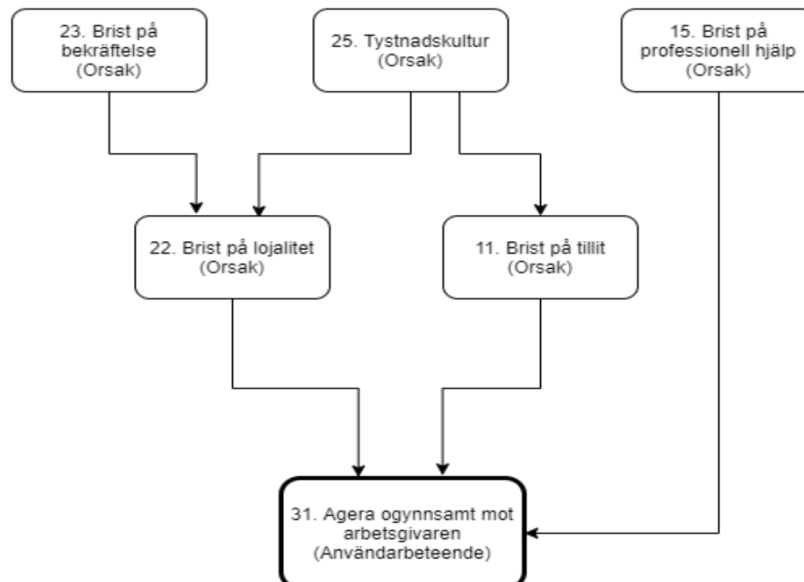 23. Brist på
bekräftelse
(Orsak)
25. Tystnadskultur
(Orsak)
15. Brist på
professionell hjälp
(Orsak)
22. Brist på lojalitet
(Orsak)
11. Brist på tillit
(Orsak)
31. Agera ogynnsamt mot
arbetsgivaren
(Användarbeteende)